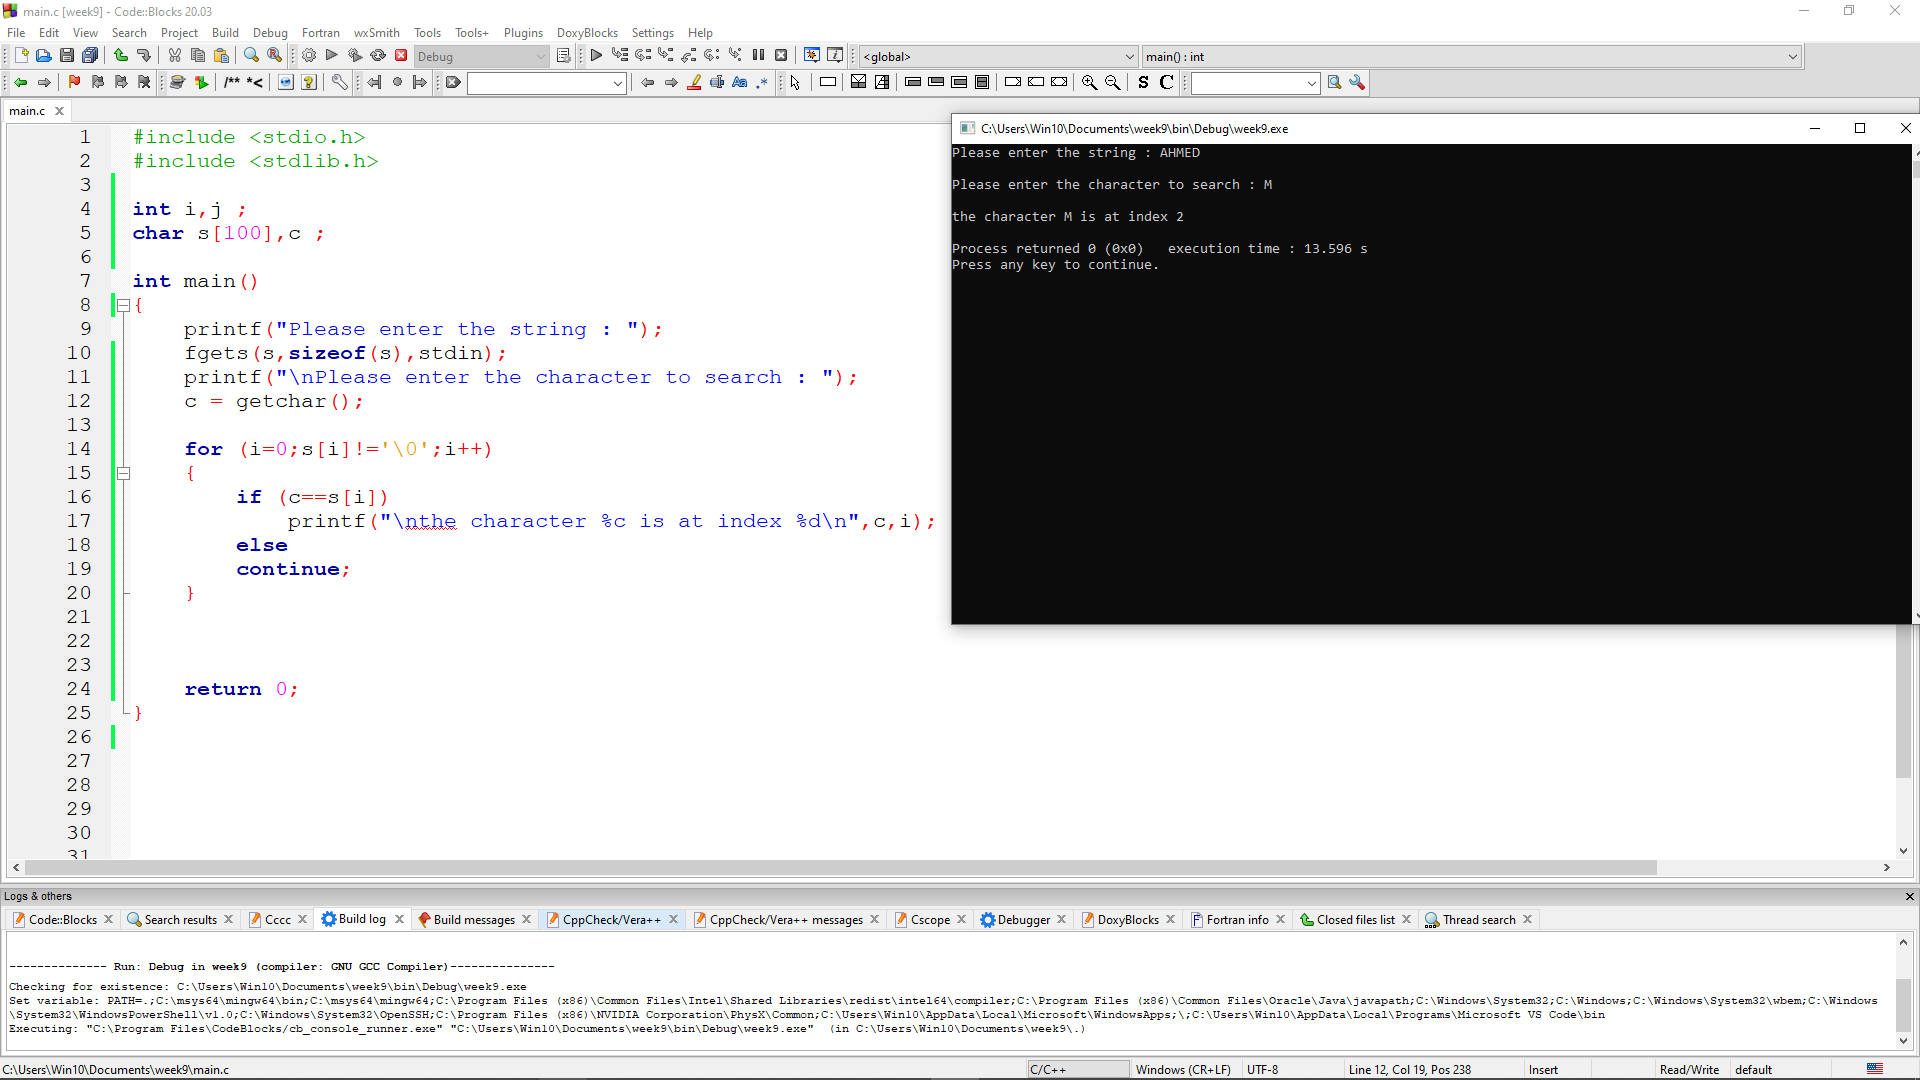 main.c [week9] - Code::Blocks 20.03
File Edit View Search Project Build Debug Fortran wxSmith Tools Tools+ Plugins DoxyBlocks Settings Help
Debug
<global>
main() : int
/** *<
Aa .*
S C
main.c
1 #include <stdio.h>
2 #include <stdlib.h>
3
4 int i,j ;
5 char s[100],c ;
6
7 int main()
8 {
9 printf("Please enter the string : ");
10 fgets(s,sizeof(s),stdin);
11 printf("\nPlease enter the character to search : ");
12 c = getchar();
13
14 for (i=0;s[i]!='\0';i++)
15 {
16 if (c==s[i])
17 printf("\nthe character %c is at index %d\n",c,i);
18 else
19 continue;
20 }
21
22
23
24 return 0;
25 }
26
27
28
29
30
31
C:\Users\Win10\Documents\week9\bin\Debug\week9.exe
Please enter the string : AHMED
Please enter the character to search : M
the character M is at index 2
Process returned 0 (0x0)   execution time : 13.596 s
Press any key to continue.
Logs & others
Code::Blocks Search results Cccc Build log Build messages CppCheck/Vera++ CppCheck/Vera++ messages Cscope Debugger DoxyBlocks Fortran info Closed files list Thread search
-------------- Run: Debug in week9 (compiler: GNU GCC Compiler)---------------
Checking for existence: C:\Users\Win10\Documents\week9\bin\Debug\week9.exe
Set variable: PATH=.;C:\msys64\mingw64\bin;C:\msys64\mingw64;C:\Program Files (x86)\Common Files\Intel\Shared Libraries\redist\intel64\compiler;C:\Program Files (x86)\Common Files\Oracle\Java\javapath;C:\Windows\System32;C:\Windows;C:\Windows\System32\wbem;C:\Windows
\System32\WindowsPowerShell\v1.0;C:\Windows\System32\OpenSSH;C:\Program Files (x86)\NVIDIA Corporation\PhysX\Common;C:\Users\Win10\AppData\Local\Microsoft\WindowsApps;\;C:\Users\Win10\AppData\Local\Programs\Microsoft VS Code\bin
Executing: "C:\Program Files\CodeBlocks/cb_console_runner.exe" "C:\Users\Win10\Documents\week9\bin\Debug\week9.exe"  (in C:\Users\Win10\Documents\week9\.)
C:\Users\Win10\Documents\week9\main.c C/C++ Windows (CR+LF) UTF-8 Line 12, Col 19, Pos 238 Insert Read/Write default